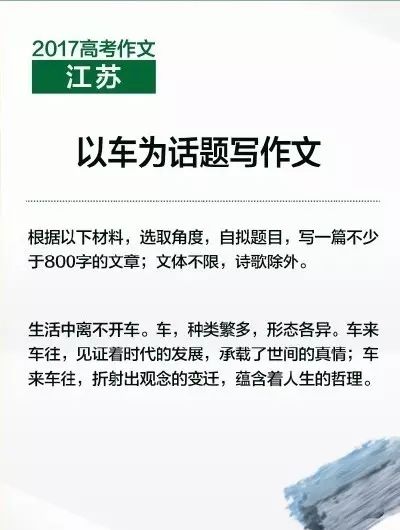 2017高考作文
江苏
以车为话题写作文
根据以下材料，选取角度，自拟题目，写一篇不少
于800字的文章；文体不限，诗歌除外。
生活中离不开车。车，种类繁多，形态各异。车来
车往，见证着时代的发展，承载了世间的真情；车
来车往，折射出观念的变迁，蕴含着人生的哲理。